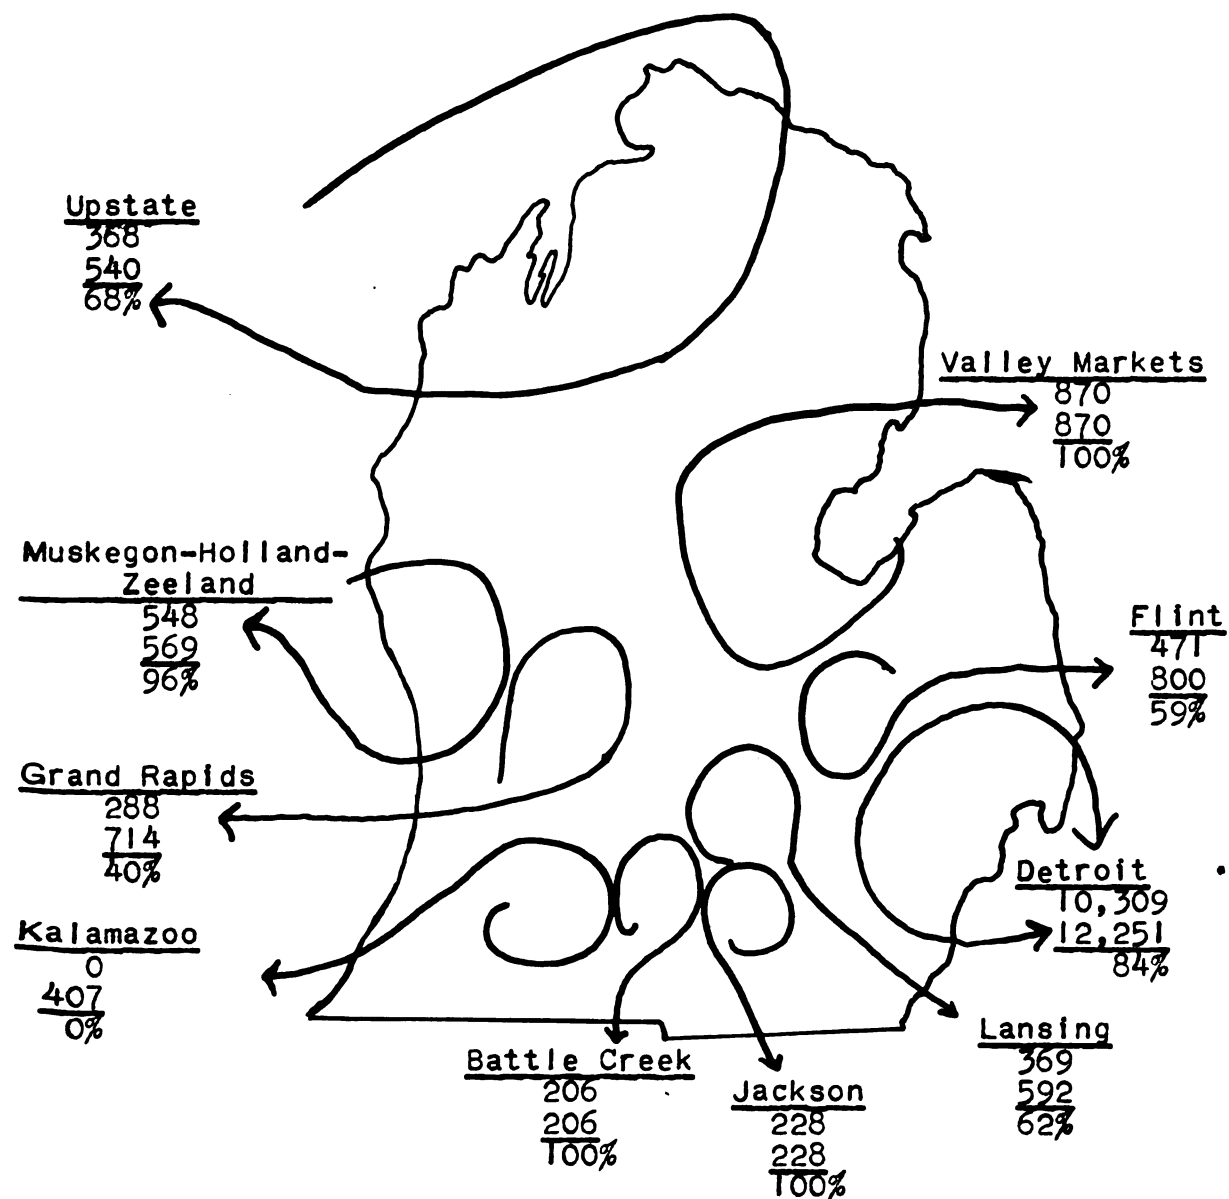 Upstate
368
540
68%
Valley Markets
870
870
100%
Muskegon-Holland-
Zeeland
548
569
96%
Flint
471
800
59%
Grand Rapids
288
714
40%
Detroit
10,309
12,251
84%
Kalamazoo
0
407
0%
Lansing
369
592
62%
Battle Creek
206
206
100%
Jackson
228
228
100%